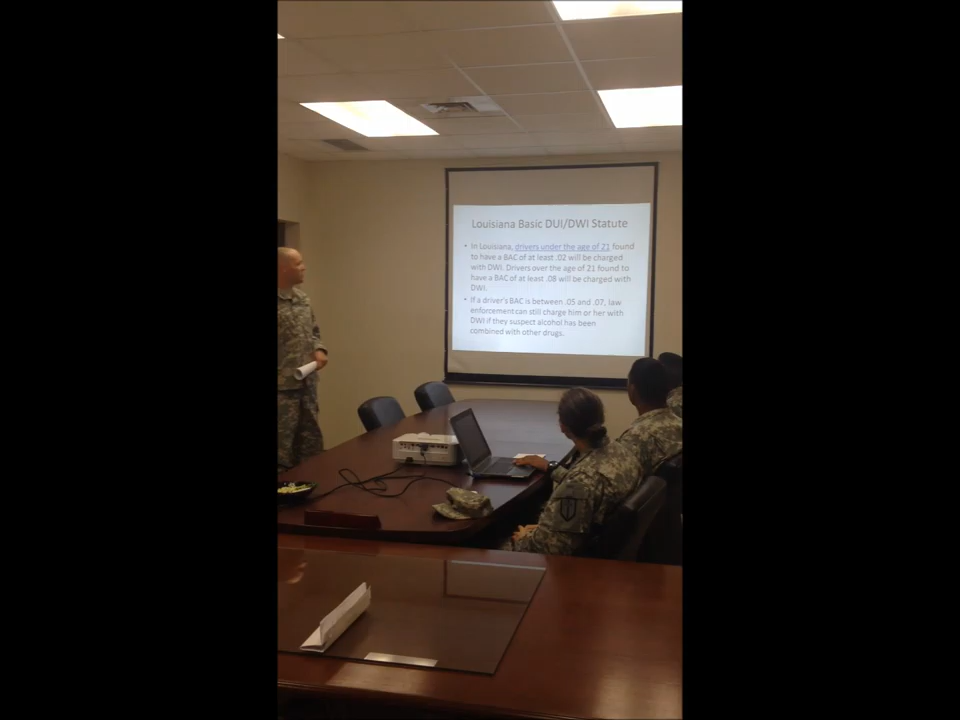 Louisiana Basic DUI/DWI Statute
• In Louisiana, drivers under the age of 21 found
to have a BAC of at least .02 will be charged
with DWI. Drivers over the age of 21 found to
have a BAC of at least .08 will be charged with
DWI.
• If a driver's BAC is between .05 and .07, law
enforcement can still charge him or her with
DWI if they suspect alcohol has been
combined with other drugs.